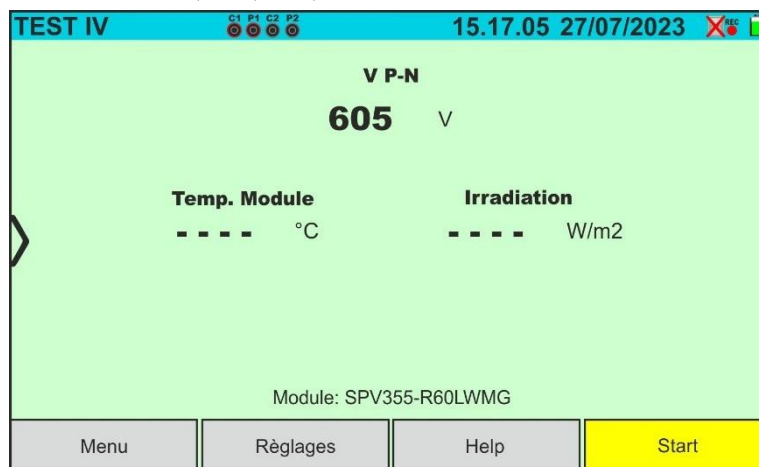 TEST IV C1 P1 C2 P2 15.17.05 27/07/2023 REC
V P-N
605 V
Temp. Module Irradiation
---- °C ---- W/m2
Module: SPV355-R60LWMG
Menu Règlages Help Start